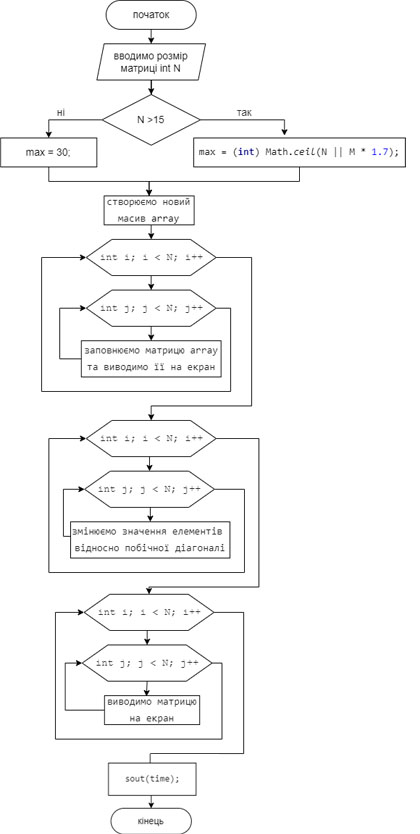 початок
вводимо розмір
матриці int N
N >15
ні
так
max = 30;
max = (int) Math.ceil(N || M * 1.7);
створюємо новий
масив array
int i; i < N; i++
int j; j < N; j++
заповнюємо матрицю array
та виводимо її на екран
int i; i < N; i++
int j; j < N; j++
змінюємо значення елементів
відносно побічної діагоналі
int i; i < N; i++
int j; j < N; j++
виводимо матрицю
на екран
sout(time);
кінець